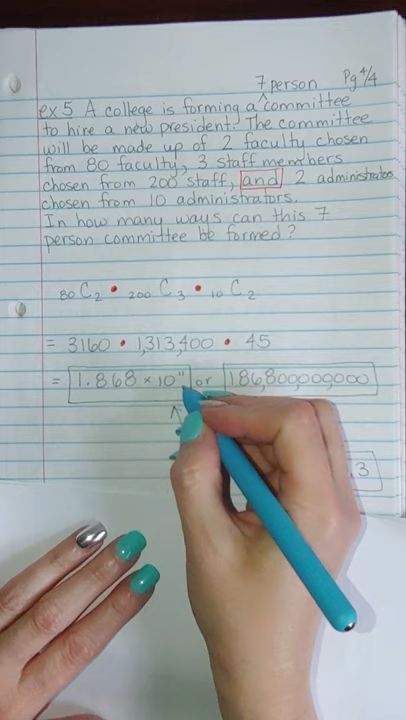 7 person Pg 4/4
ex 5 A college is forming a ^ committee
to hire a new president. The committee
will be made up of 2 faculty chosen
from 80 faculty, 3 staff members
chosen from 200 staff, and 2 administrators
chosen from 10 administrators.
In how many ways can this 7
person committee be formed?
₈₀C₂ • ₂₀₀C₃ • ₁₀C₂
= 3160 • 1,313,400 • 45
= 1.868 × 10¹¹ or 186,800,000,000
3